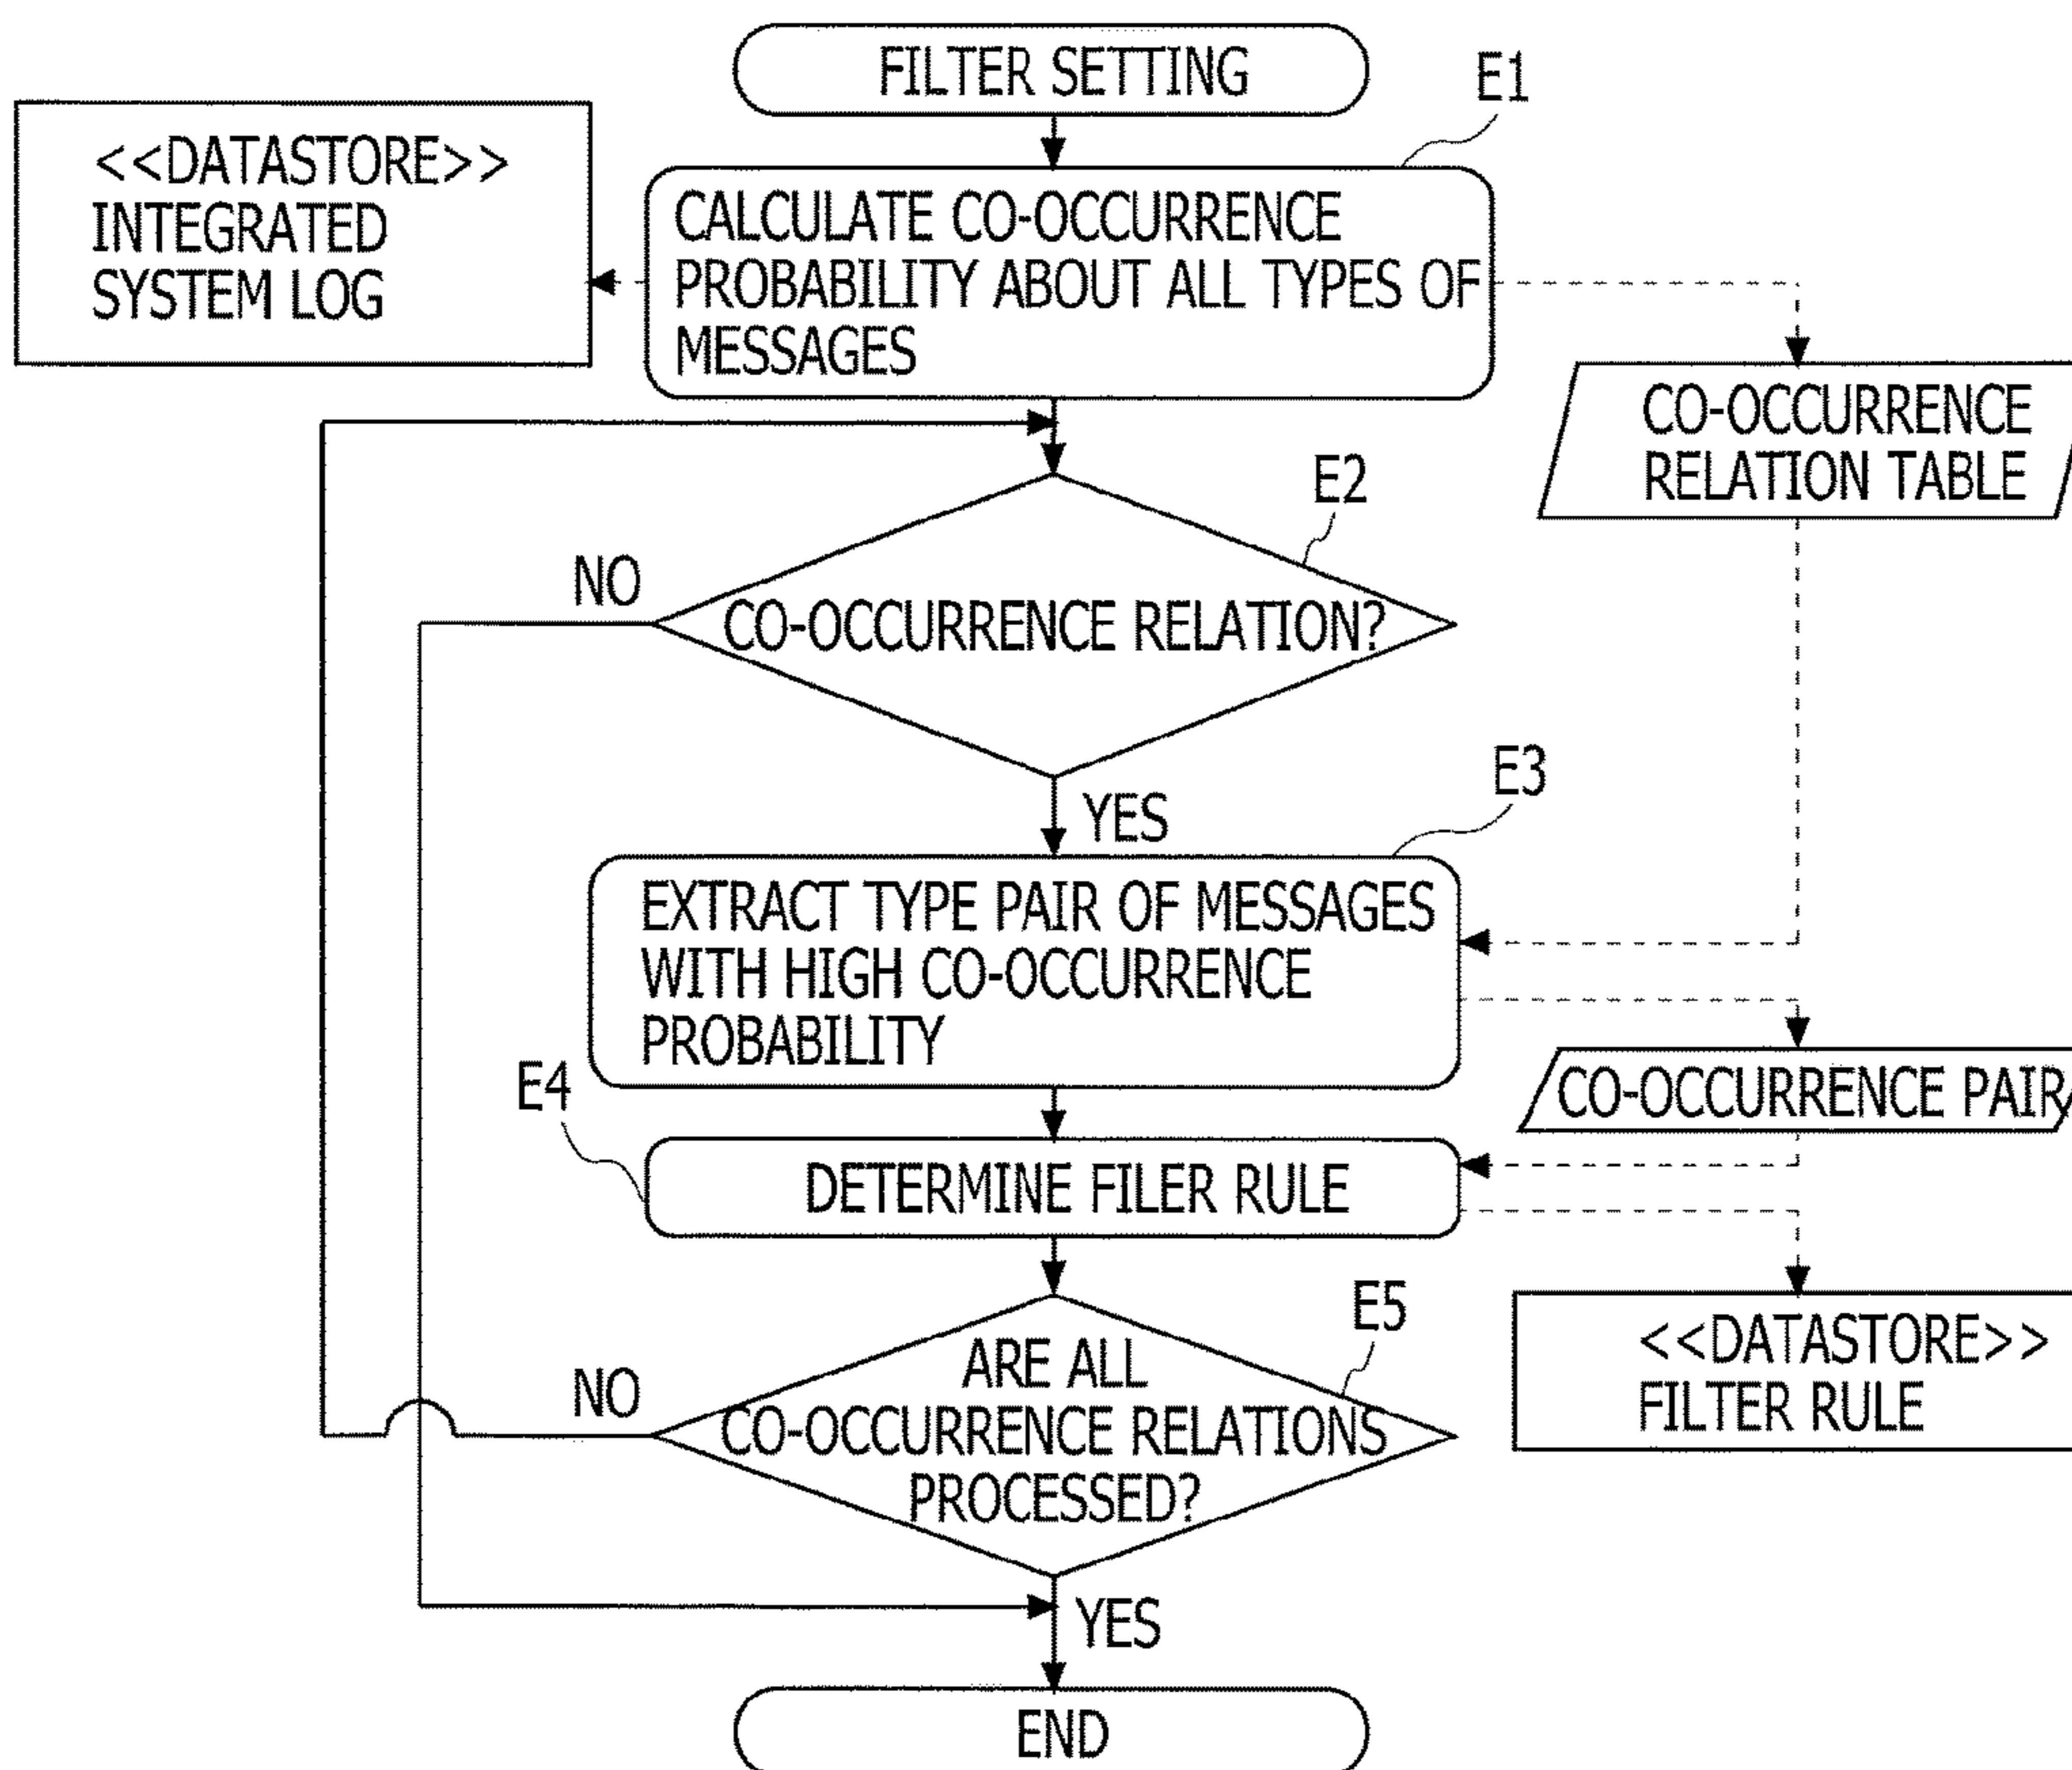 FILTER SETTING
E1
<<DATASTORE>>
INTEGRATED
SYSTEM LOG
CALCULATE CO-OCCURRENCE
PROBABILITY ABOUT ALL TYPES OF
MESSAGES
CO-OCCURRENCE
RELATION TABLE
E2
NO
CO-OCCURRENCE RELATION?
YES
E3
EXTRACT TYPE PAIR OF MESSAGES
WITH HIGH CO-OCCURRENCE
PROBABILITY
CO-OCCURRENCE PAIR
E4
DETERMINE FILER RULE
E5
<<DATASTORE>>
FILTER RULE
NO
ARE ALL
CO-OCCURRENCE RELATIONS
PROCESSED?
YES
END